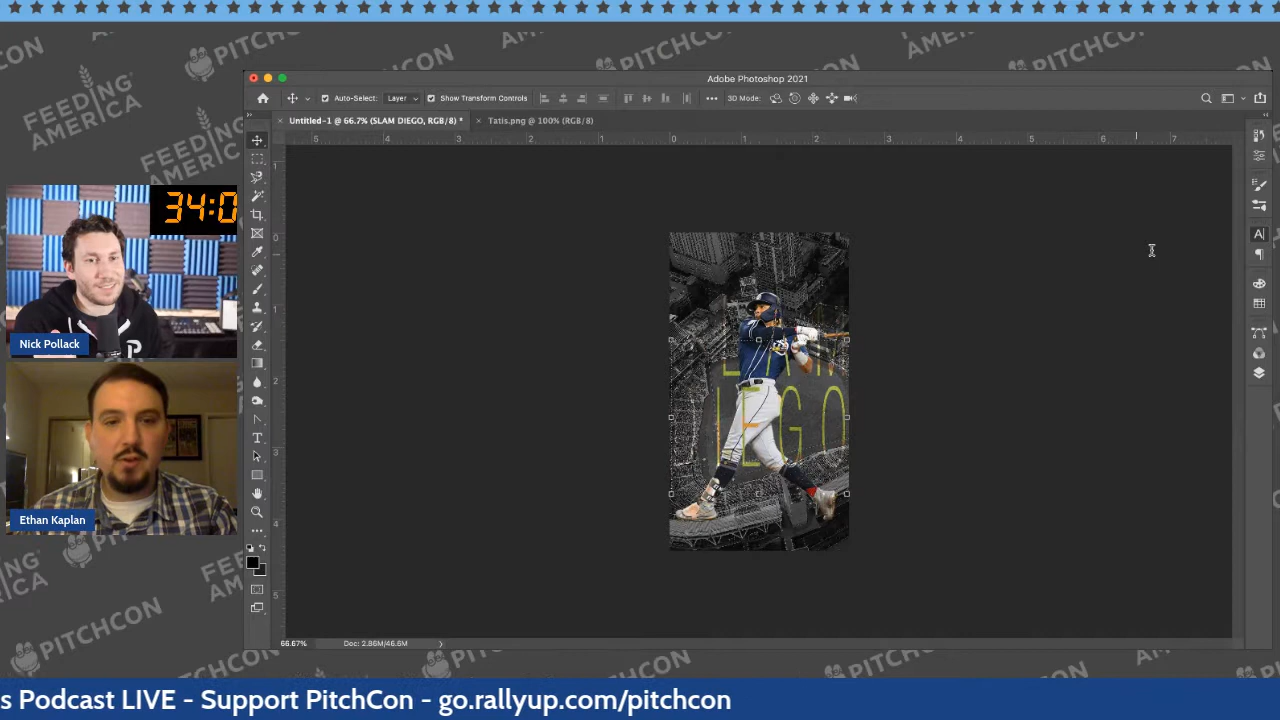 FEEDING AMERICA
PITCHCON
Adobe Photoshop 2021
Auto-Select:
Layer
Show Transform Controls
3D Mode:
Untitled-1 @ 66.7% (SLAM DIEGO, RGB/8) *
Tatis.png @ 100% (RGB/8)
34:0
Nick Pollack
Ethan Kaplan
EGO
66.67%
Doc: 2.86M/46.6M
s Podcast LIVE - Support PitchCon - go.rallyup.com/pitchcon